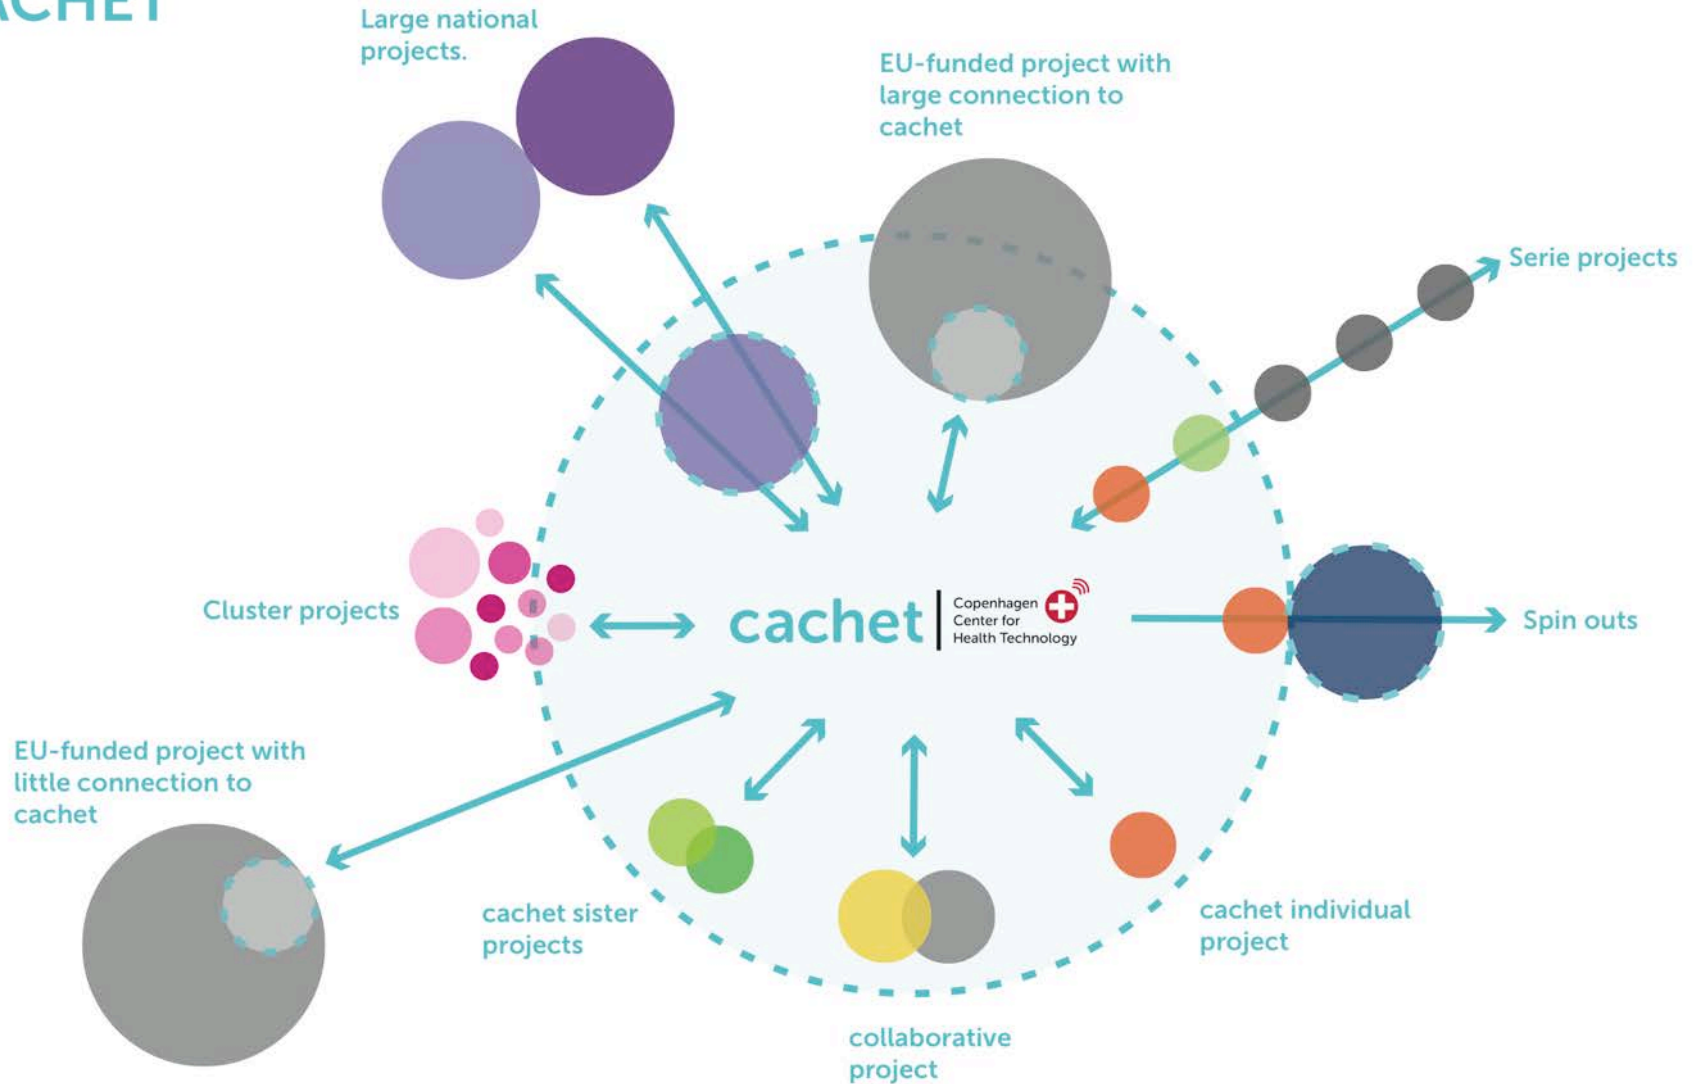 Large national
projects.
EU-funded project with
large connection to
cachet
Serie projects
Cluster projects
cachet
Copenhagen
Center for
Health Technology
Spin outs
EU-funded project with
little connection to
cachet
cachet sister
projects
cachet individual
project
collaborative
project